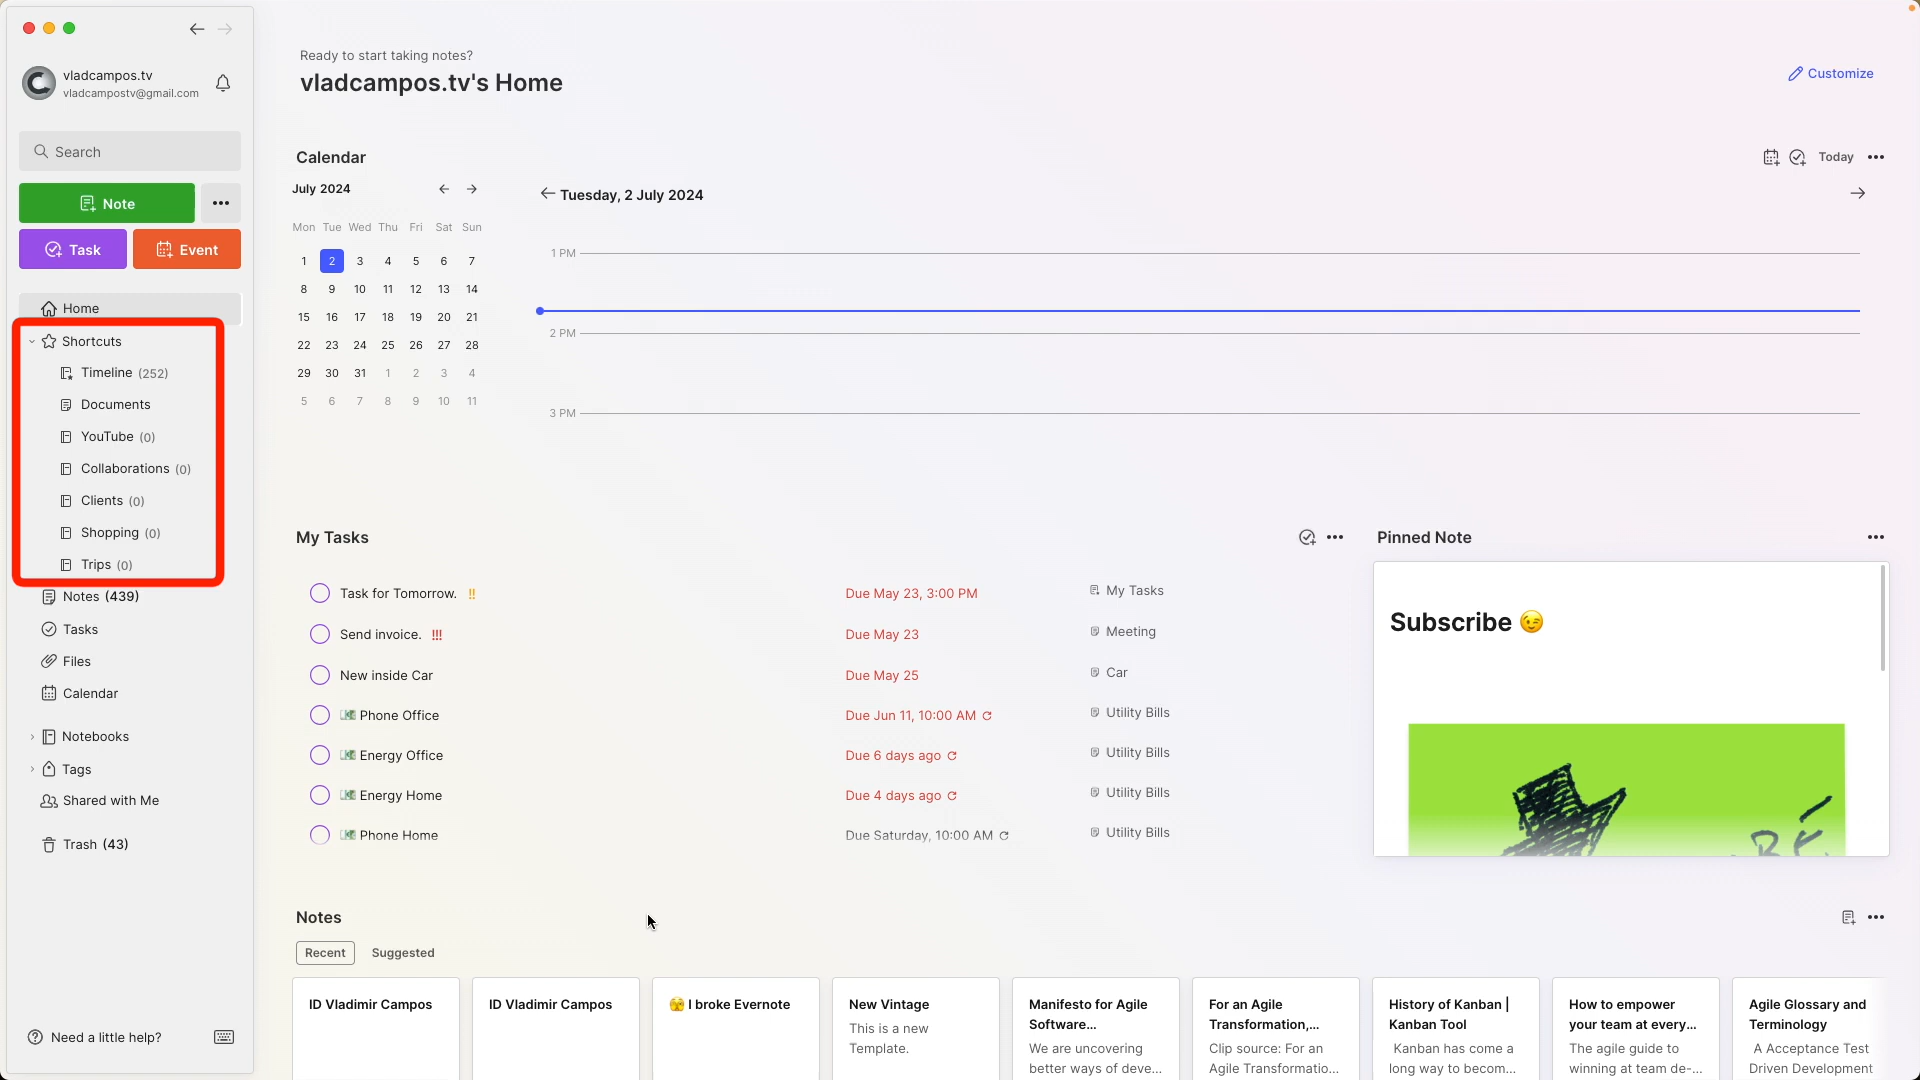 vladcampos.tv
vladcampostv@gmail.com
Search
Note
Task
Event
Home
Shortcuts
Timeline (252)
Documents
YouTube (0)
Collaborations (0)
Clients (0)
Shopping (0)
Trips (0)
Notes (439)
Tasks
Files
Calendar
Notebooks
Tags
Shared with Me
Trash (43)
Need a little help?
Ready to start taking notes?
vladcampos.tv's Home
Customize
Calendar
Today
July 2024
Mon Tue Wed Thu Fri Sat Sun
1 2 3 4 5 6 7
8 9 10 11 12 13 14
15 16 17 18 19 20 21
22 23 24 25 26 27 28
29 30 31 1 2 3 4
5 6 7 8 9 10 11
Tuesday, 2 July 2024
1 PM
2 PM
3 PM
My Tasks
Task for Tomorrow. !! Due May 23, 3:00 PM My Tasks
Send invoice. !!! Due May 23 Meeting
New inside Car Due May 25 Car
Phone Office Due Jun 11, 10:00 AM Utility Bills
Energy Office Due 6 days ago Utility Bills
Energy Home Due 4 days ago Utility Bills
Phone Home Due Saturday, 10:00 AM Utility Bills
Pinned Note
Subscribe 😉
Notes
Recent Suggested
ID Vladimir Campos
ID Vladimir Campos
🫣 I broke Evernote
New Vintage
This is a new
Template.
Manifesto for Agile
Software...
We are uncovering
better ways of deve...
For an Agile
Transformation,...
Clip source: For an
Agile Transformatio...
History of Kanban |
Kanban Tool
Kanban has come a
long way to becom...
How to empower
your team at every...
The agile guide to
winning at team de-...
Agile Glossary and
Terminology
A Acceptance Test
Driven Development